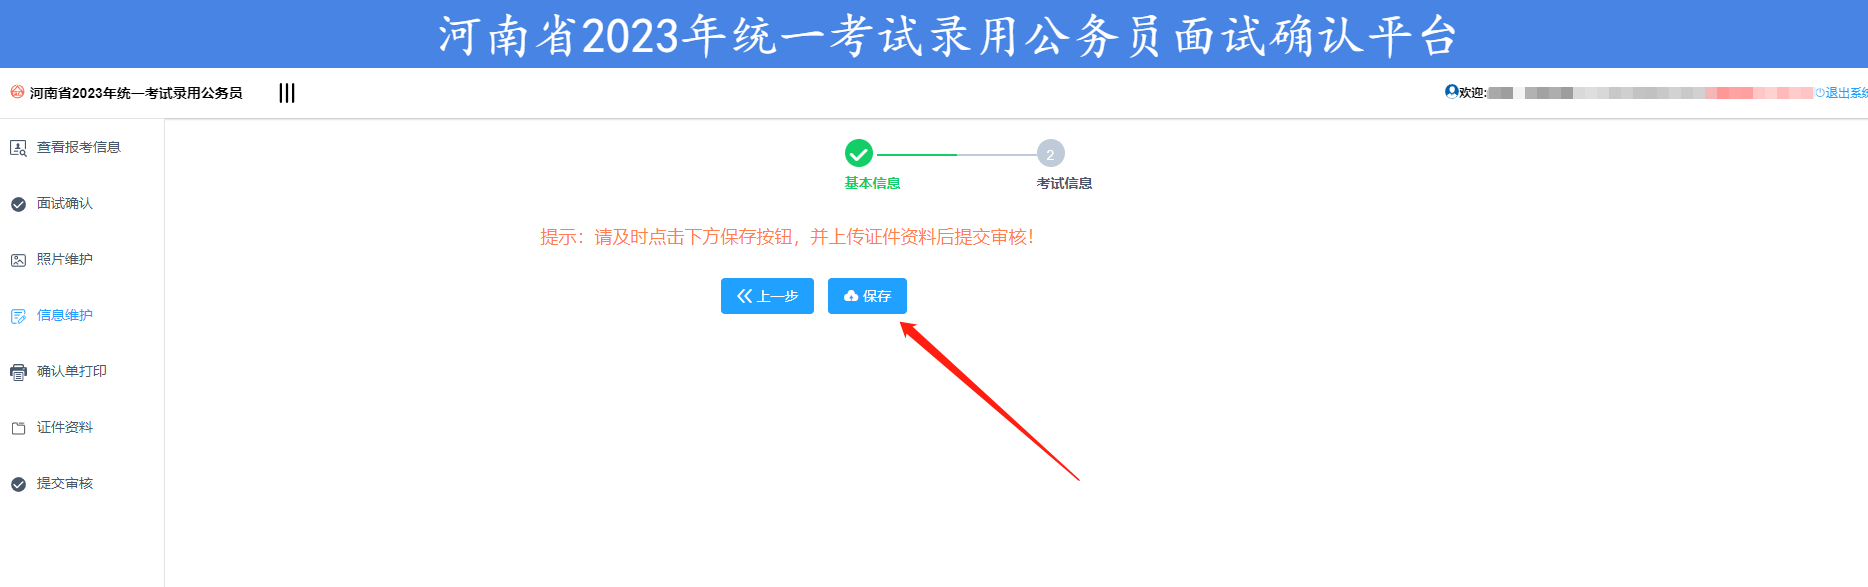 河南省2023年统一考试录用公务员面试确认平台
河南省2023年统一考试录用公务员
欢迎:
退出系统
查看报考信息
面试确认
照片维护
信息维护
确认单打印
证件资料
提交审核
2
基本信息
考试信息
提示：请及时点击下方保存按钮，并上传证件资料后提交审核！
上一步
保存